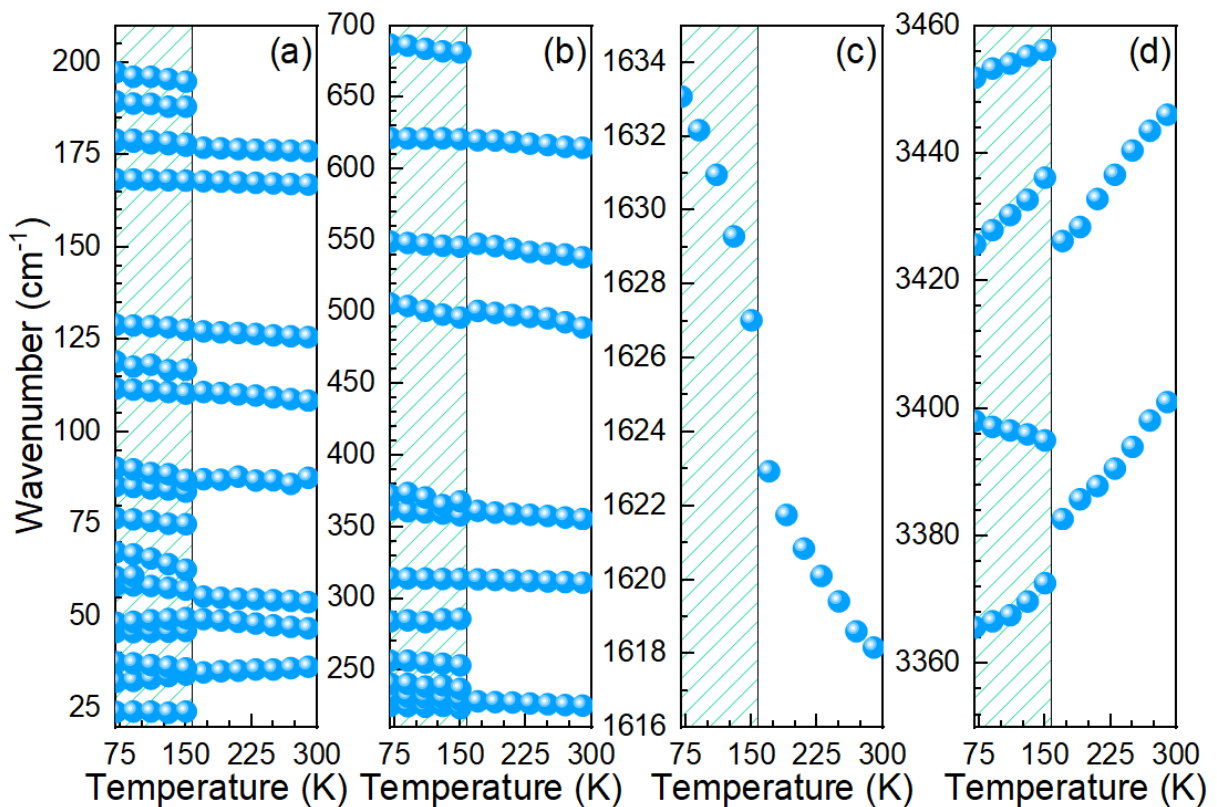 Wavenumber (cm-1)
(a)
200
175
150
125
100
75
50
25
75 150 225 300
Temperature (K)
(b)
700
650
600
550
500
450
400
350
300
250
75 150 225 300
Temperature (K)
(c)
1634
1632
1630
1628
1626
1624
1622
1620
1618
1616
75 150 225 300
Temperature (K)
(d)
3460
3440
3420
3400
3380
3360
75 150 225 300
Temperature (K)